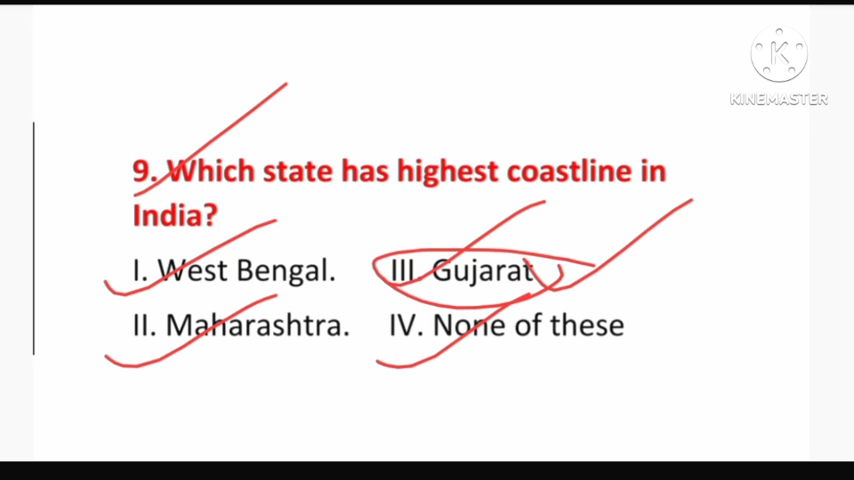 KINEMASTER
9. Which state has highest coastline in
India?
I. West Bengal. III. Gujarat
II. Maharashtra. IV. None of these